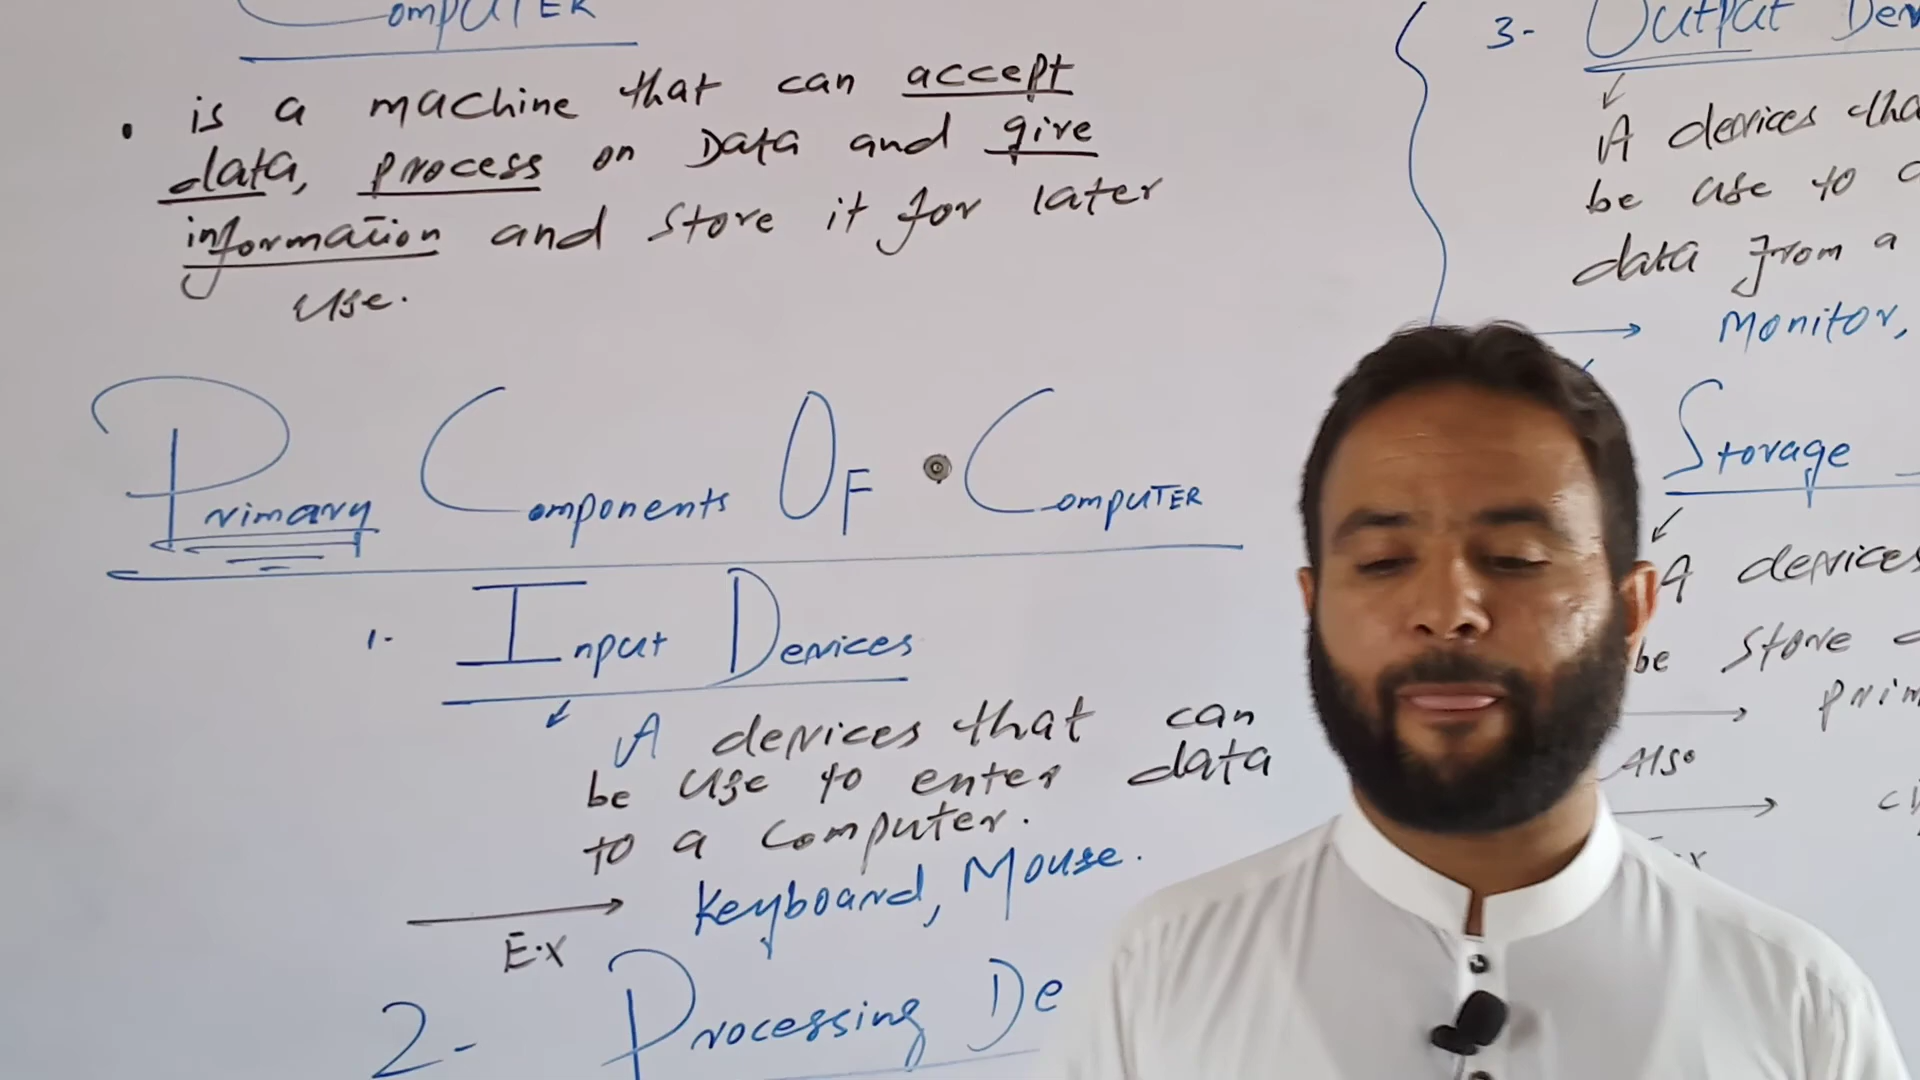 COMPUTER
• is a machine that can accept
data, process on Data and give
information and store it for later
use.
Primary Components OF COMPUTER
1- Input Devices
A devices that can
be use to enter data
to a computer.
Ex Keyboard, Mouse.
2- Processing De
3- Output Dev
A devices tha
be use to
data from a
Monitor,
Storage
A devices
be store
prim
Also